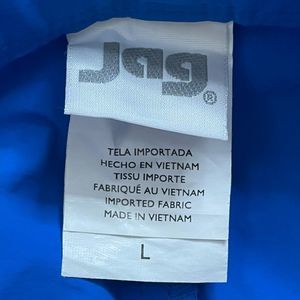 Jag®
TELA IMPORTADA
HECHO EN VIETNAM
TISSU IMPORTE
FABRIQUÉ AU VIETNAM
IMPORTED FABRIC
MADE IN VIETNAM
L